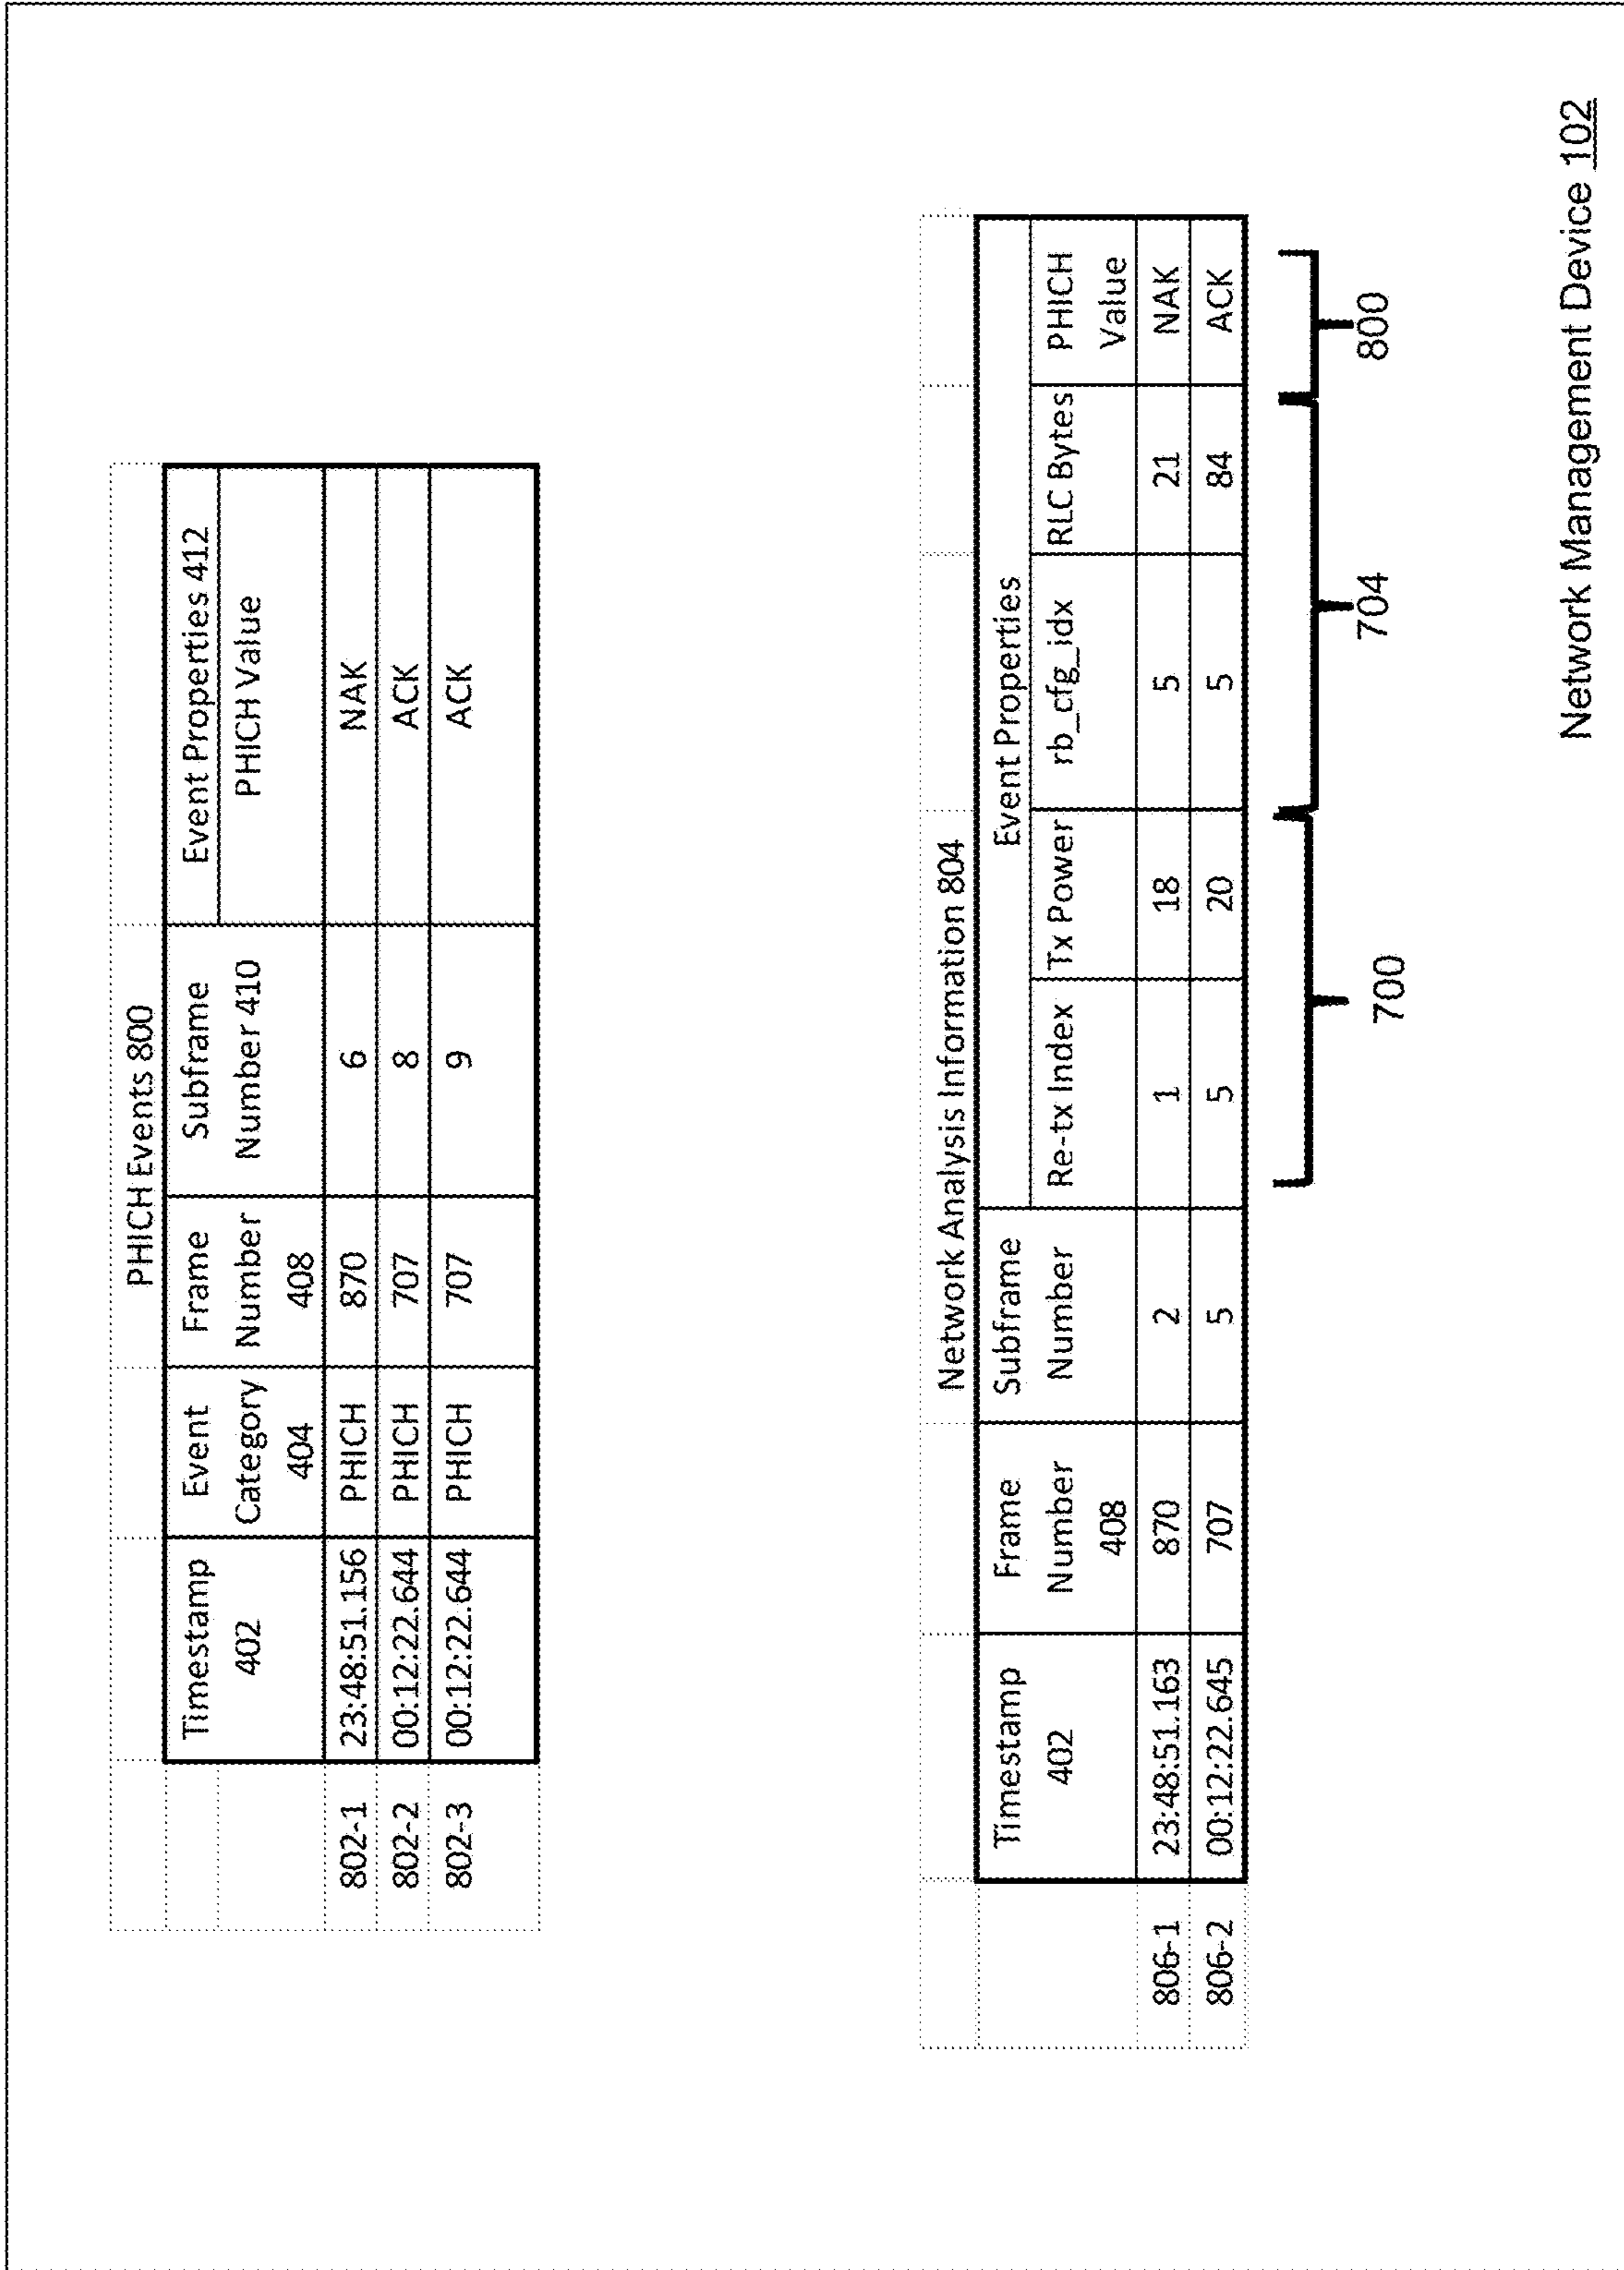 PHICH Events 800
Timestamp 402 Event Category 404 Frame Number 408 Subframe Number 410 Event Properties 412
PHICH Value
802-1 23:48:51.156 PHICH 870 6 NAK
802-2 00:12:22.644 PHICH 707 8 ACK
802-3 00:12:22.644 PHICH 707 9 ACK
Network Analysis Information 804
Timestamp 402 Frame Number 408 Subframe Number Event Properties
Re-tx Index Tx Power rb_cfg_idx RLC Bytes PHICH Value
806-1 23:48:51.163 870 2 1 18 5 21 NAK
806-2 00:12:22.645 707 5 5 20 5 84 ACK
700 704 800
Network Management Device 102